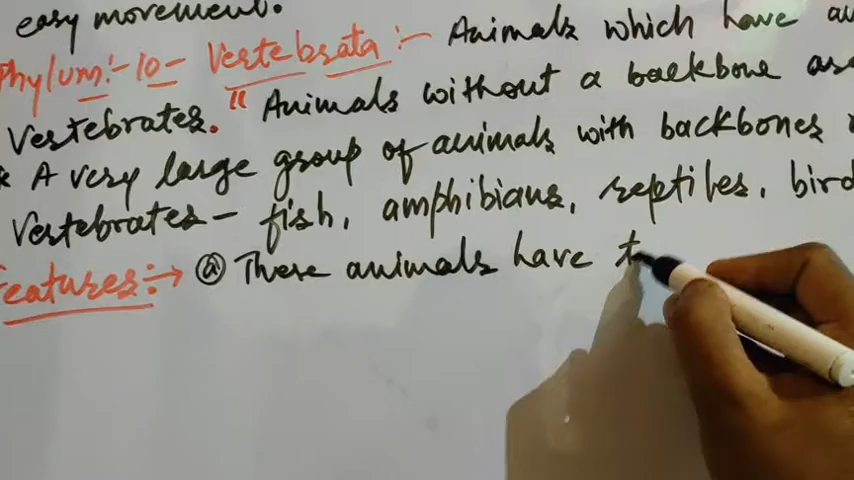 easy movement.
Phylum:-10- Vertebrata :- Animals which have
Vertebrates. " Animals without a backbone
* A very large group of animals with backbones
Vertebrates - fish, amphibians, reptiles, bird
Features :→ ⓐ These animals have t